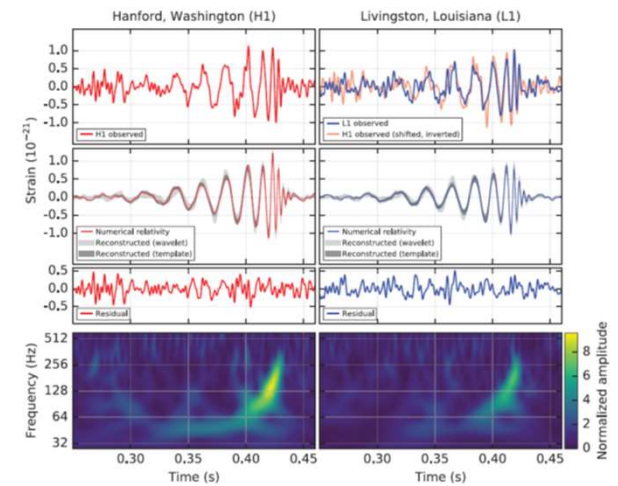 Hanford, Washington (H1)
Livingston, Louisiana (L1)
Strain (10⁻²¹)
1.0
0.5
0.0
-0.5
-1.0
H1 observed
L1 observed
H1 observed (shifted, inverted)
1.0
0.5
0.0
-0.5
-1.0
Numerical relativity
Reconstructed (wavelet)
Reconstructed (template)
Numerical relativity
Reconstructed (wavelet)
Reconstructed (template)
0.5
0.0
-0.5
Residual
Residual
Frequency (Hz)
512
256
128
64
32
Normalized amplitude
8
6
4
2
0
0.30
0.35
0.40
0.45
0.30
0.35
0.40
0.45
Time (s)
Time (s)